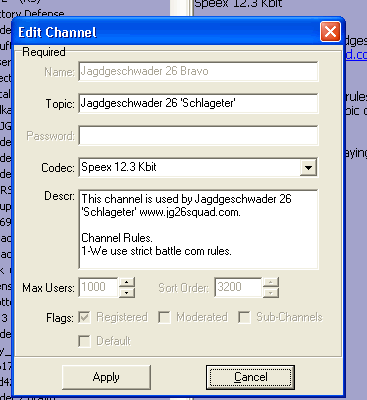 Speex 12.3 Kbit
ctory Defense
Edit Channel
Required
Name: Jagdgeschwader 26 Bravo
Topic: Jagdgeschwader 26 'Schlageter'
Password:
Codec: Speex 12.3 Kbit
Descr: This channel is used by Jagdgeschwader 26
'Schlageter' www.jg26squad.com.
Channel Rules.
1-We use strict battle com rules.
Max Users: 1000 Sort Order: 3200
Flags: Registered Moderated Sub-Channels
Default
Apply Cancel